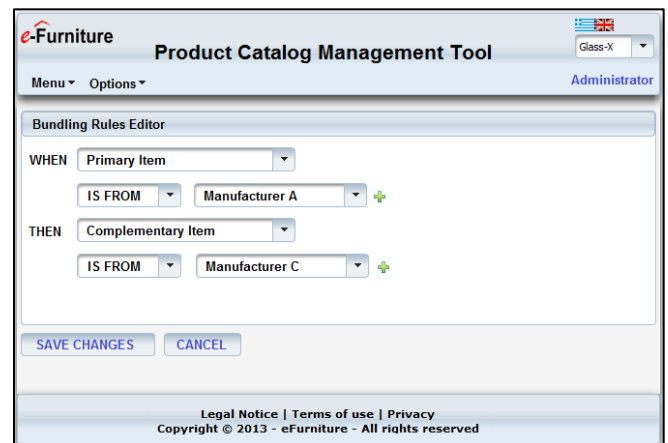 e-Furniture
Product Catalog Management Tool
Glass-X
Menu Options
Administrator
Bundling Rules Editor
WHEN Primary Item
IS FROM Manufacturer A
THEN Complementary Item
IS FROM Manufacturer C
SAVE CHANGES CANCEL
Legal Notice | Terms of use | Privacy
Copyright © 2013 - eFurniture - All rights reserved